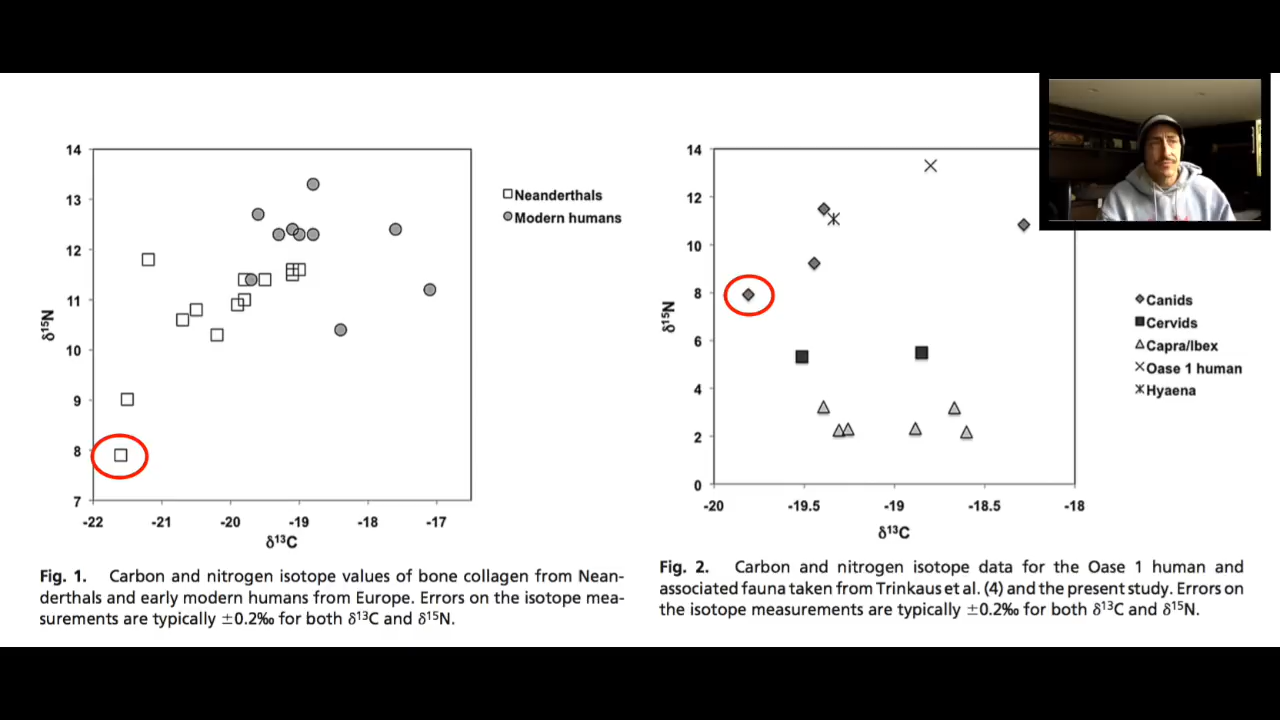 14
13
12
11
10
9
8
7
-22
-21
-20
-19
-18
-17
δ15N
δ13C
Neanderthals
Modern humans
Fig. 1. Carbon and nitrogen isotope values of bone collagen from Nean-
derthals and early modern humans from Europe. Errors on the isotope mea-
surements are typically ±0.2‰ for both δ13C and δ15N.
14
12
10
8
6
4
2
0
-20
-19.5
-19
-18.5
-18
δ15N
δ13C
Canids
Cervids
Capra/Ibex
Oase 1 human
Hyaena
Fig. 2. Carbon and nitrogen isotope data for the Oase 1 human and
associated fauna taken from Trinkaus et al. (4) and the present study. Errors on
the isotope measurements are typically ±0.2‰ for both δ13C and δ15N.